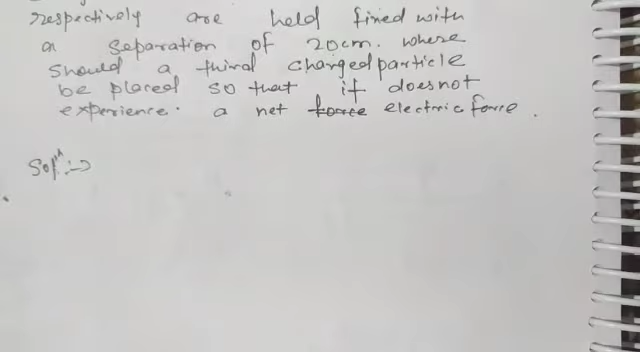 respectively are held fined with
a separation of 20cm. where
should a third charged particle
be placed so that it does not
experience. a net force electric force.
Solⁿ:→